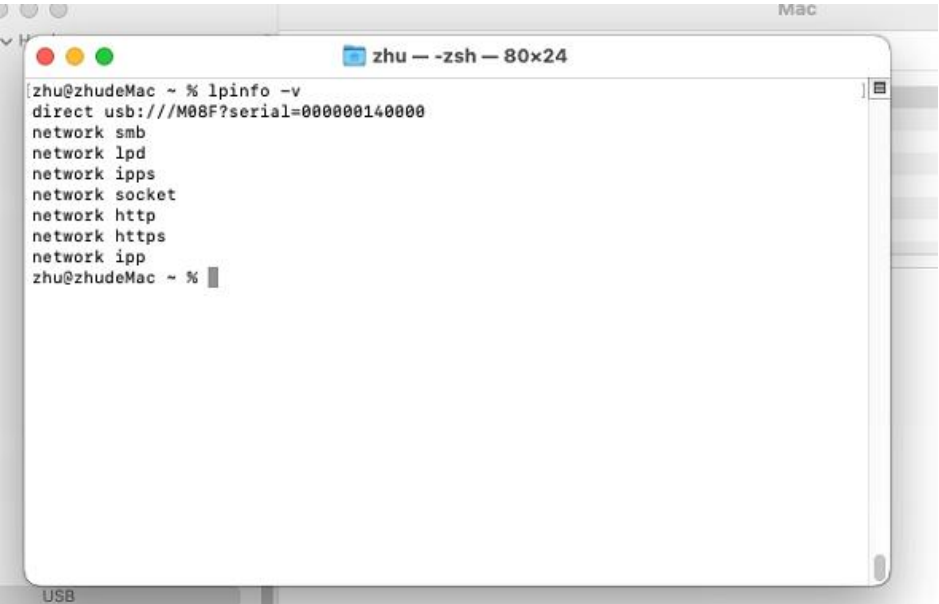 Mac
zhu — -zsh — 80×24
[zhu@zhudeMac ~ % lpinfo -v ]
direct usb:///M08F?serial=000000140000
network smb
network lpd
network ipps
network socket
network http
network https
network ipp
zhu@zhudeMac ~ %
USB